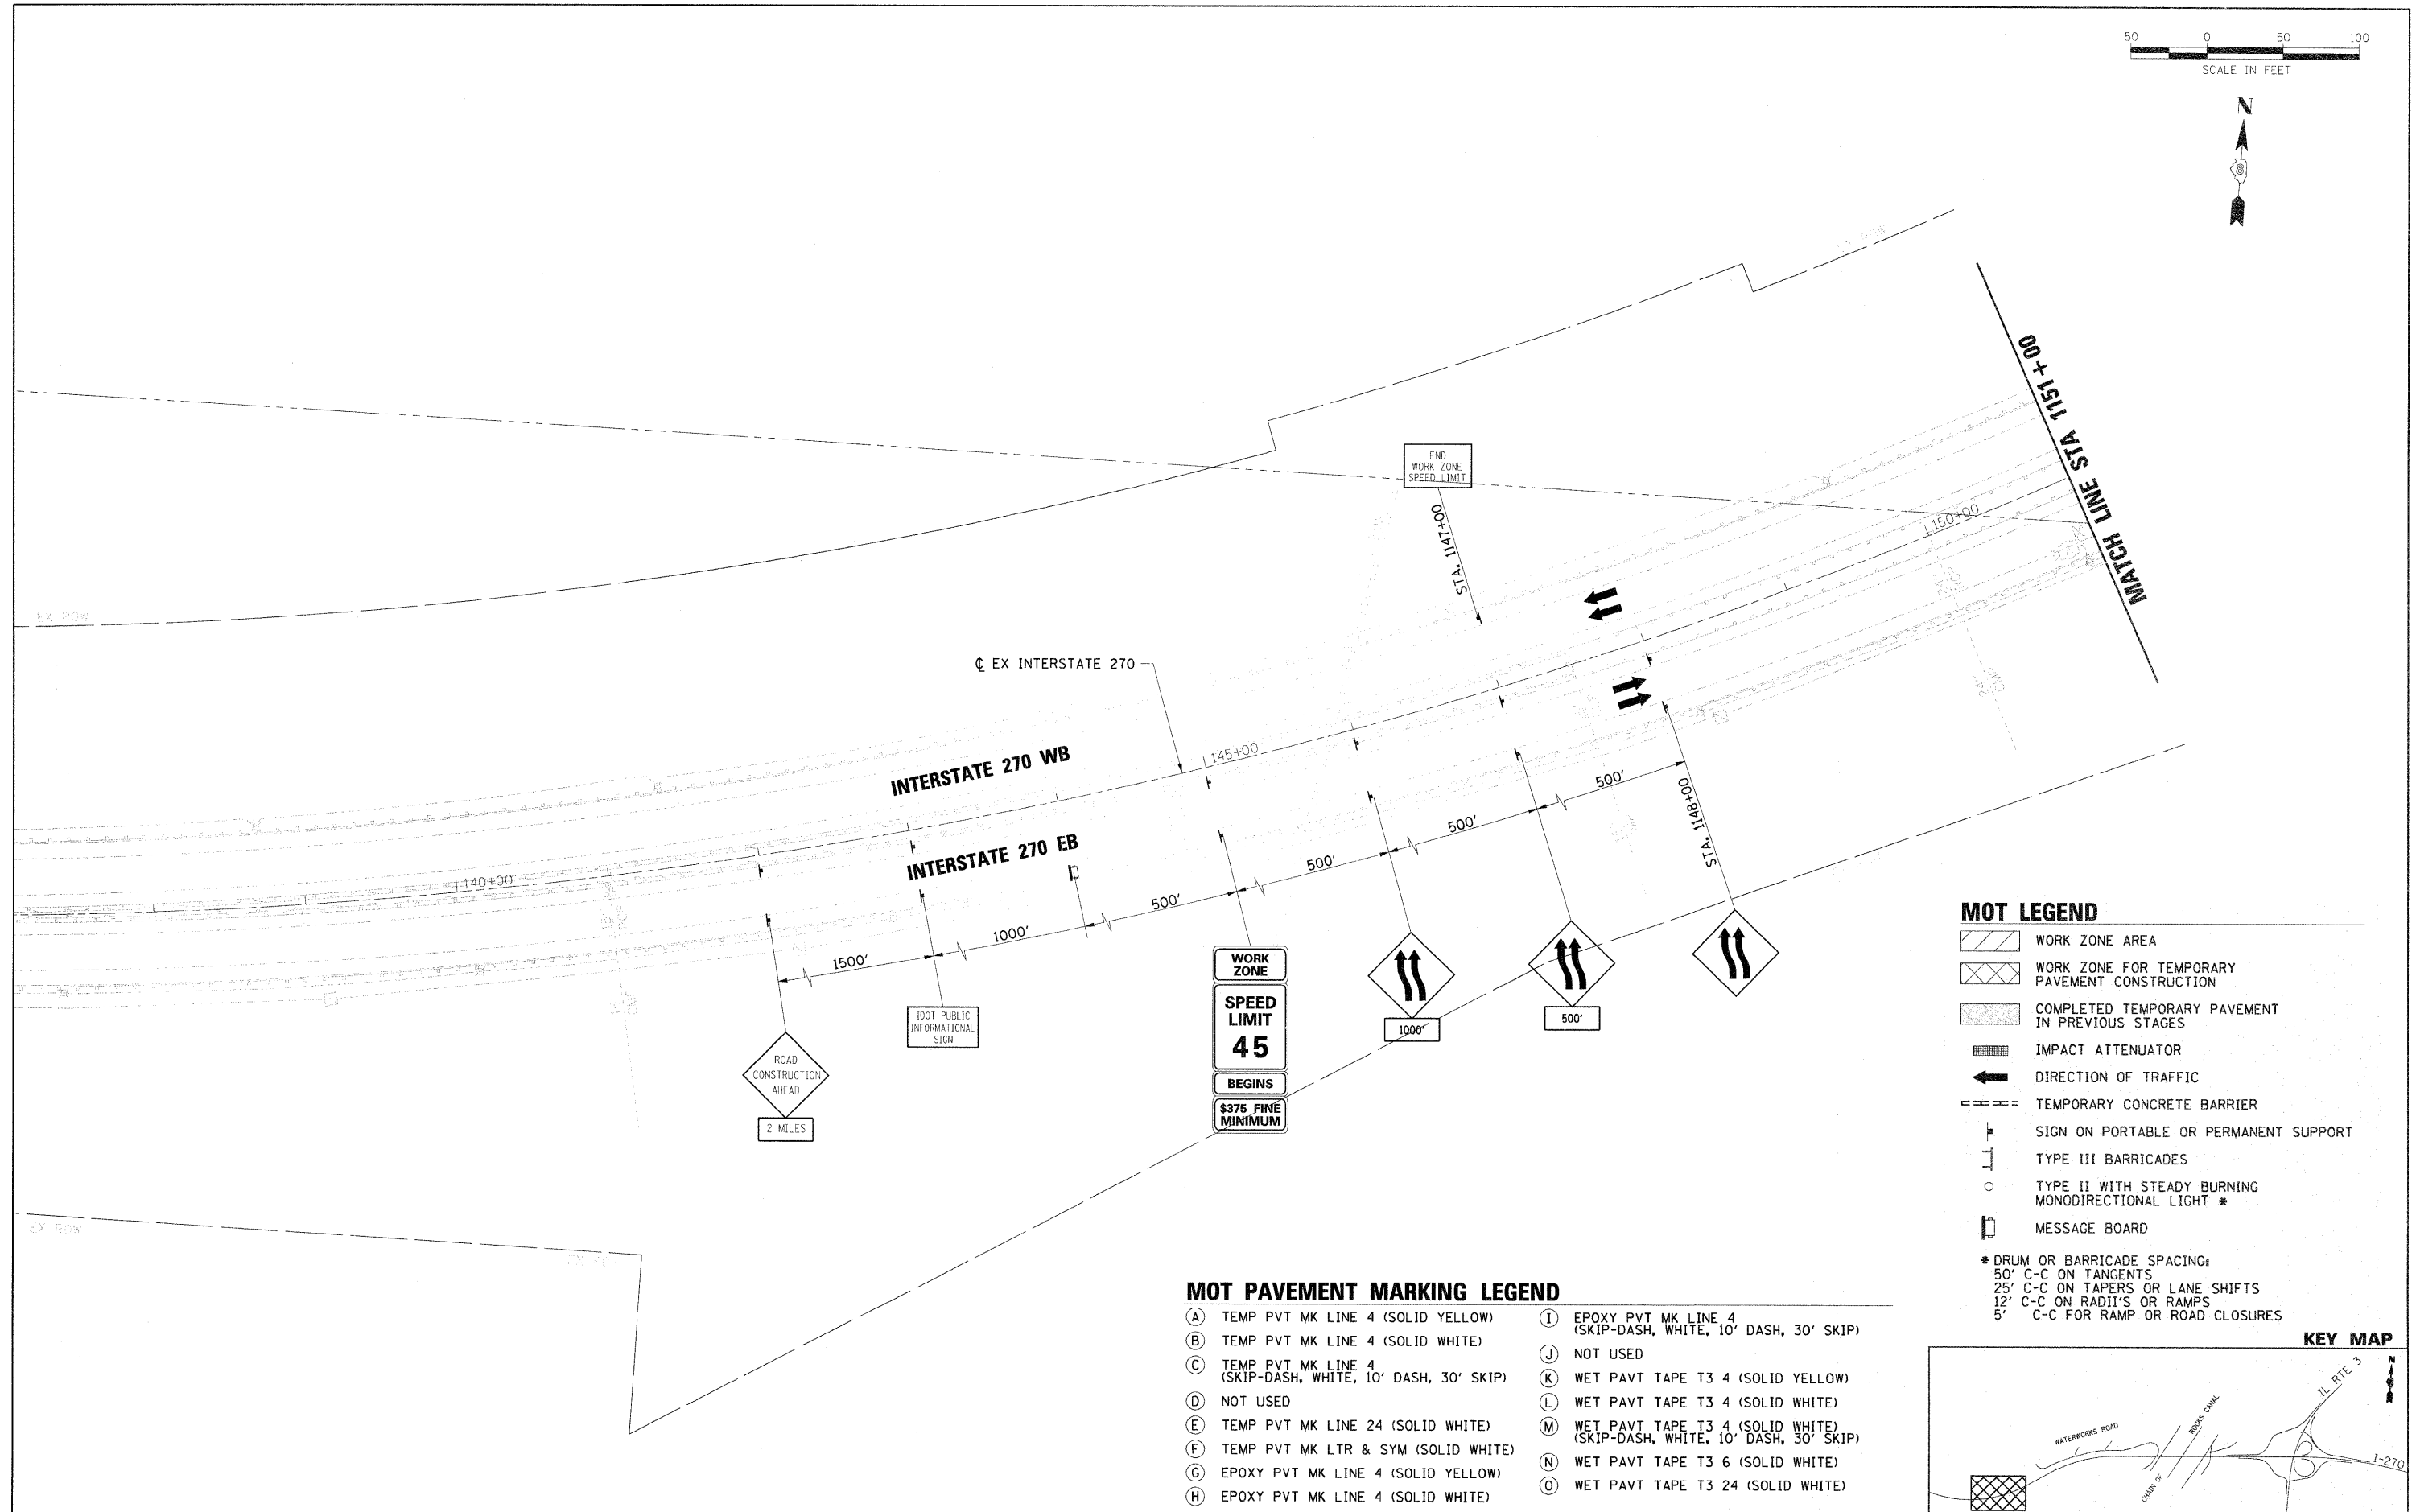 50 0 50 100
SCALE IN FEET
N
EX ROW
MATCH LINE STA 1151+00
END
WORK ZONE
SPEED LIMIT
STA. 1147+00
1150+00
EX ROW
℄ EX INTERSTATE 270
INTERSTATE 270 WB
1145+00
INTERSTATE 270 EB
1140+00
1500'
1000'
500'
500'
500'
500'
STA. 1148+00
ROAD
CONSTRUCTION
AHEAD
2 MILES
IDOT PUBLIC
INFORMATIONAL
SIGN
WORK
ZONE
SPEED
LIMIT
45
BEGINS
$375 FINE
MINIMUM
1000'
500'
EX ROW
MOT LEGEND
WORK ZONE AREA
WORK ZONE FOR TEMPORARY
PAVEMENT CONSTRUCTION
COMPLETED TEMPORARY PAVEMENT
IN PREVIOUS STAGES
IMPACT ATTENUATOR
DIRECTION OF TRAFFIC
TEMPORARY CONCRETE BARRIER
SIGN ON PORTABLE OR PERMANENT SUPPORT
TYPE III BARRICADES
TYPE II WITH STEADY BURNING
MONODIRECTIONAL LIGHT *
MESSAGE BOARD
* DRUM OR BARRICADE SPACING:
50' C-C ON TANGENTS
25' C-C ON TAPERS OR LANE SHIFTS
12' C-C ON RADII'S OR RAMPS
5' C-C FOR RAMP OR ROAD CLOSURES
MOT PAVEMENT MARKING LEGEND
A TEMP PVT MK LINE 4 (SOLID YELLOW)
B TEMP PVT MK LINE 4 (SOLID WHITE)
C TEMP PVT MK LINE 4
(SKIP-DASH, WHITE, 10' DASH, 30' SKIP)
D NOT USED
E TEMP PVT MK LINE 24 (SOLID WHITE)
F TEMP PVT MK LTR & SYM (SOLID WHITE)
G EPOXY PVT MK LINE 4 (SOLID YELLOW)
H EPOXY PVT MK LINE 4 (SOLID WHITE)
I EPOXY PVT MK LINE 4
(SKIP-DASH, WHITE, 10' DASH, 30' SKIP)
J NOT USED
K WET PAVT TAPE T3 4 (SOLID YELLOW)
L WET PAVT TAPE T3 4 (SOLID WHITE)
M WET PAVT TAPE T3 4 (SOLID WHITE)
(SKIP-DASH, WHITE, 10' DASH, 30' SKIP)
N WET PAVT TAPE T3 6 (SOLID WHITE)
O WET PAVT TAPE T3 24 (SOLID WHITE)
KEY MAP
N
IL RTE 3
WATERWORKS ROAD
CHAIN OF
ROCKS CANAL
I-270